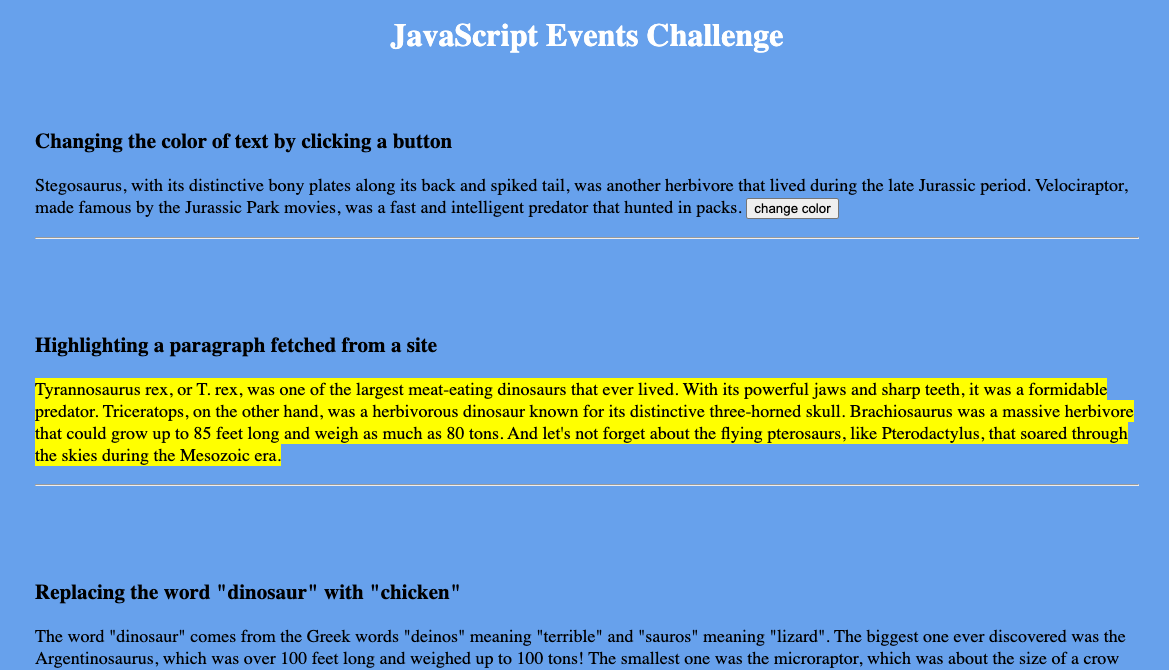 JavaScript Events Challenge
Changing the color of text by clicking a button
Stegosaurus, with its distinctive bony plates along its back and spiked tail, was another herbivore that lived during the late Jurassic period. Velociraptor,
made famous by the Jurassic Park movies, was a fast and intelligent predator that hunted in packs. change color
Highlighting a paragraph fetched from a site
Tyrannosaurus rex, or T. rex, was one of the largest meat-eating dinosaurs that ever lived. With its powerful jaws and sharp teeth, it was a formidable
predator. Triceratops, on the other hand, was a herbivorous dinosaur known for its distinctive three-horned skull. Brachiosaurus was a massive herbivore
that could grow up to 85 feet long and weigh as much as 80 tons. And let's not forget about the flying pterosaurs, like Pterodactylus, that soared through
the skies during the Mesozoic era.
Replacing the word "dinosaur" with "chicken"
The word "dinosaur" comes from the Greek words "deinos" meaning "terrible" and "sauros" meaning "lizard". The biggest one ever discovered was the
Argentinosaurus, which was over 100 feet long and weighed up to 100 tons! The smallest one was the microraptor, which was about the size of a crow